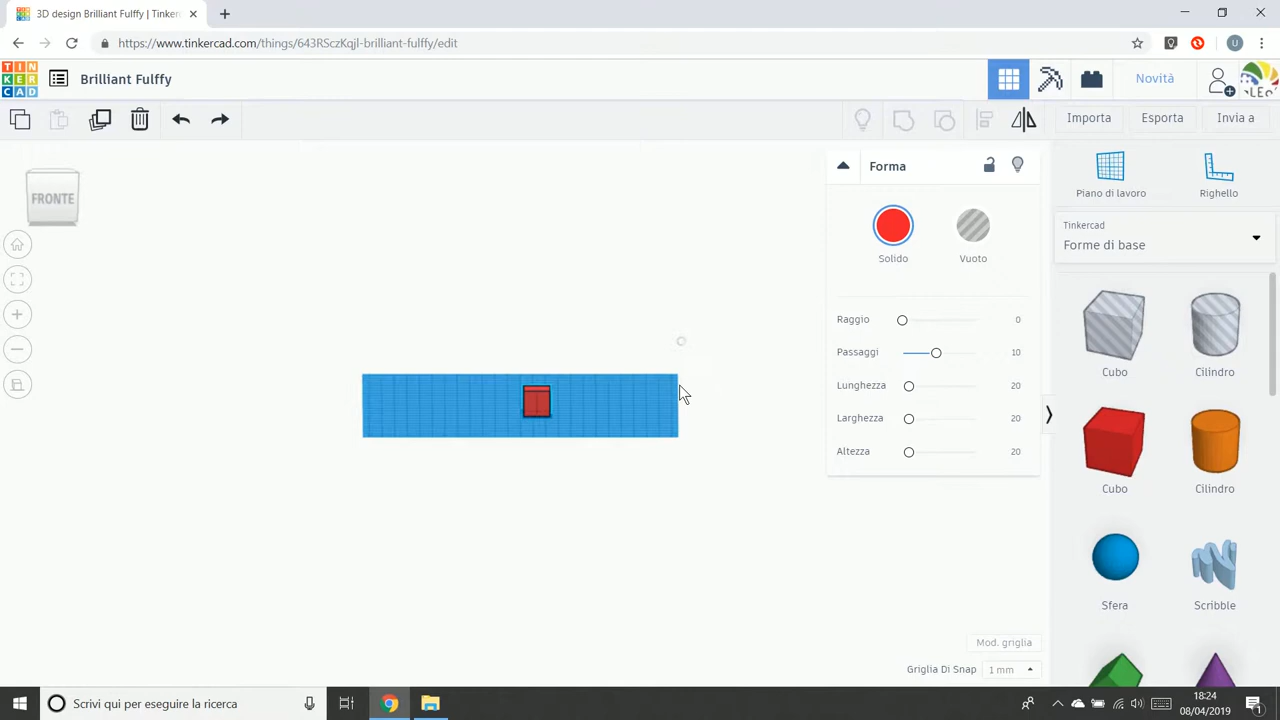 3D design Brilliant Fulffy | Tinker
https://www.tinkercad.com/things/643RSczKqjl-brilliant-fulffy/edit
U
TIN
KER
CAD
Brilliant Fulffy
Novità
LEO
Importa
Esporta
Invia a
FRONTE
Forma
Solido
Vuoto
Raggio 0
Passaggi 10
Lunghezza 20
Larghezza 20
Altezza 20
Piano di lavoro
Righello
Tinkercad
Forme di base
Cubo
Cilindro
Cubo
Cilindro
Sfera
Scribble
Mod. griglia
Griglia Di Snap 1 mm
Scrivi qui per eseguire la ricerca
18:24
08/04/2019
1